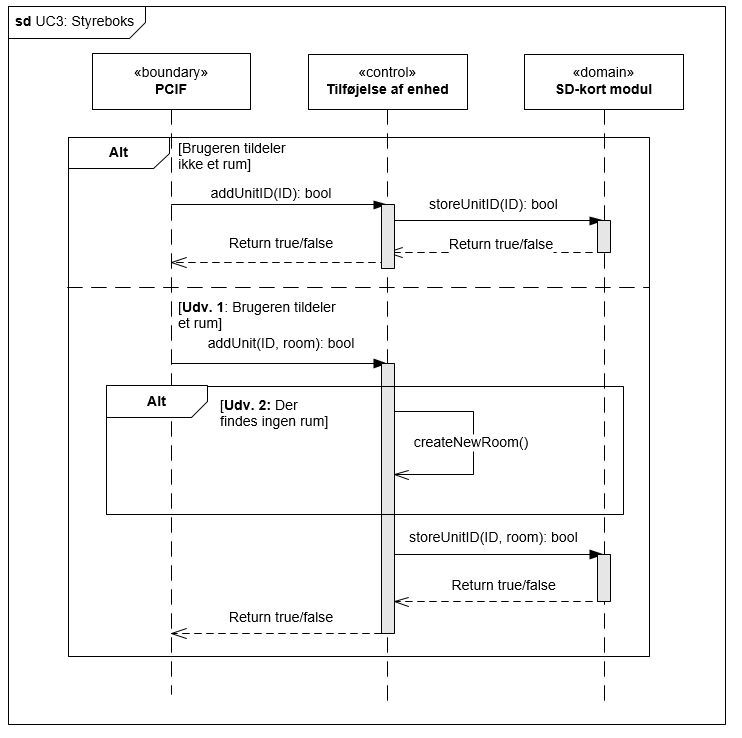 sd UC3: Styreboks
«boundary»
PCIF
«control»
Tilføjelse af enhed
«domain»
SD-kort modul
Alt
[Brugeren tildeler
ikke et rum]
addUnitID(ID): bool
storeUnitID(ID): bool
Return true/false
Return true/false
[Udv. 1: Brugeren tildeler
et rum]
addUnit(ID, room): bool
Alt
[Udv. 2: Der
findes ingen rum]
createNewRoom()
storeUnitID(ID, room): bool
Return true/false
Return true/false